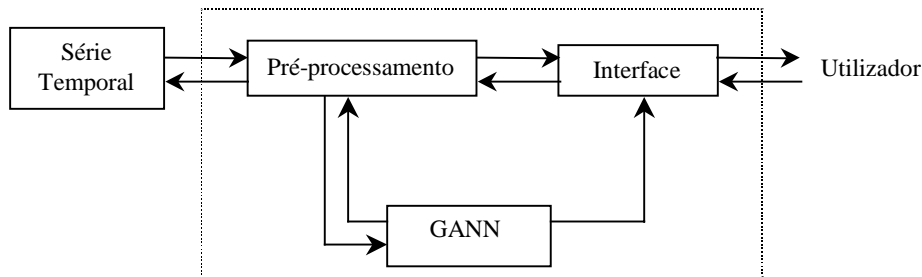 Série
Temporal
Pré-processamento
Interface
Utilizador
GANN